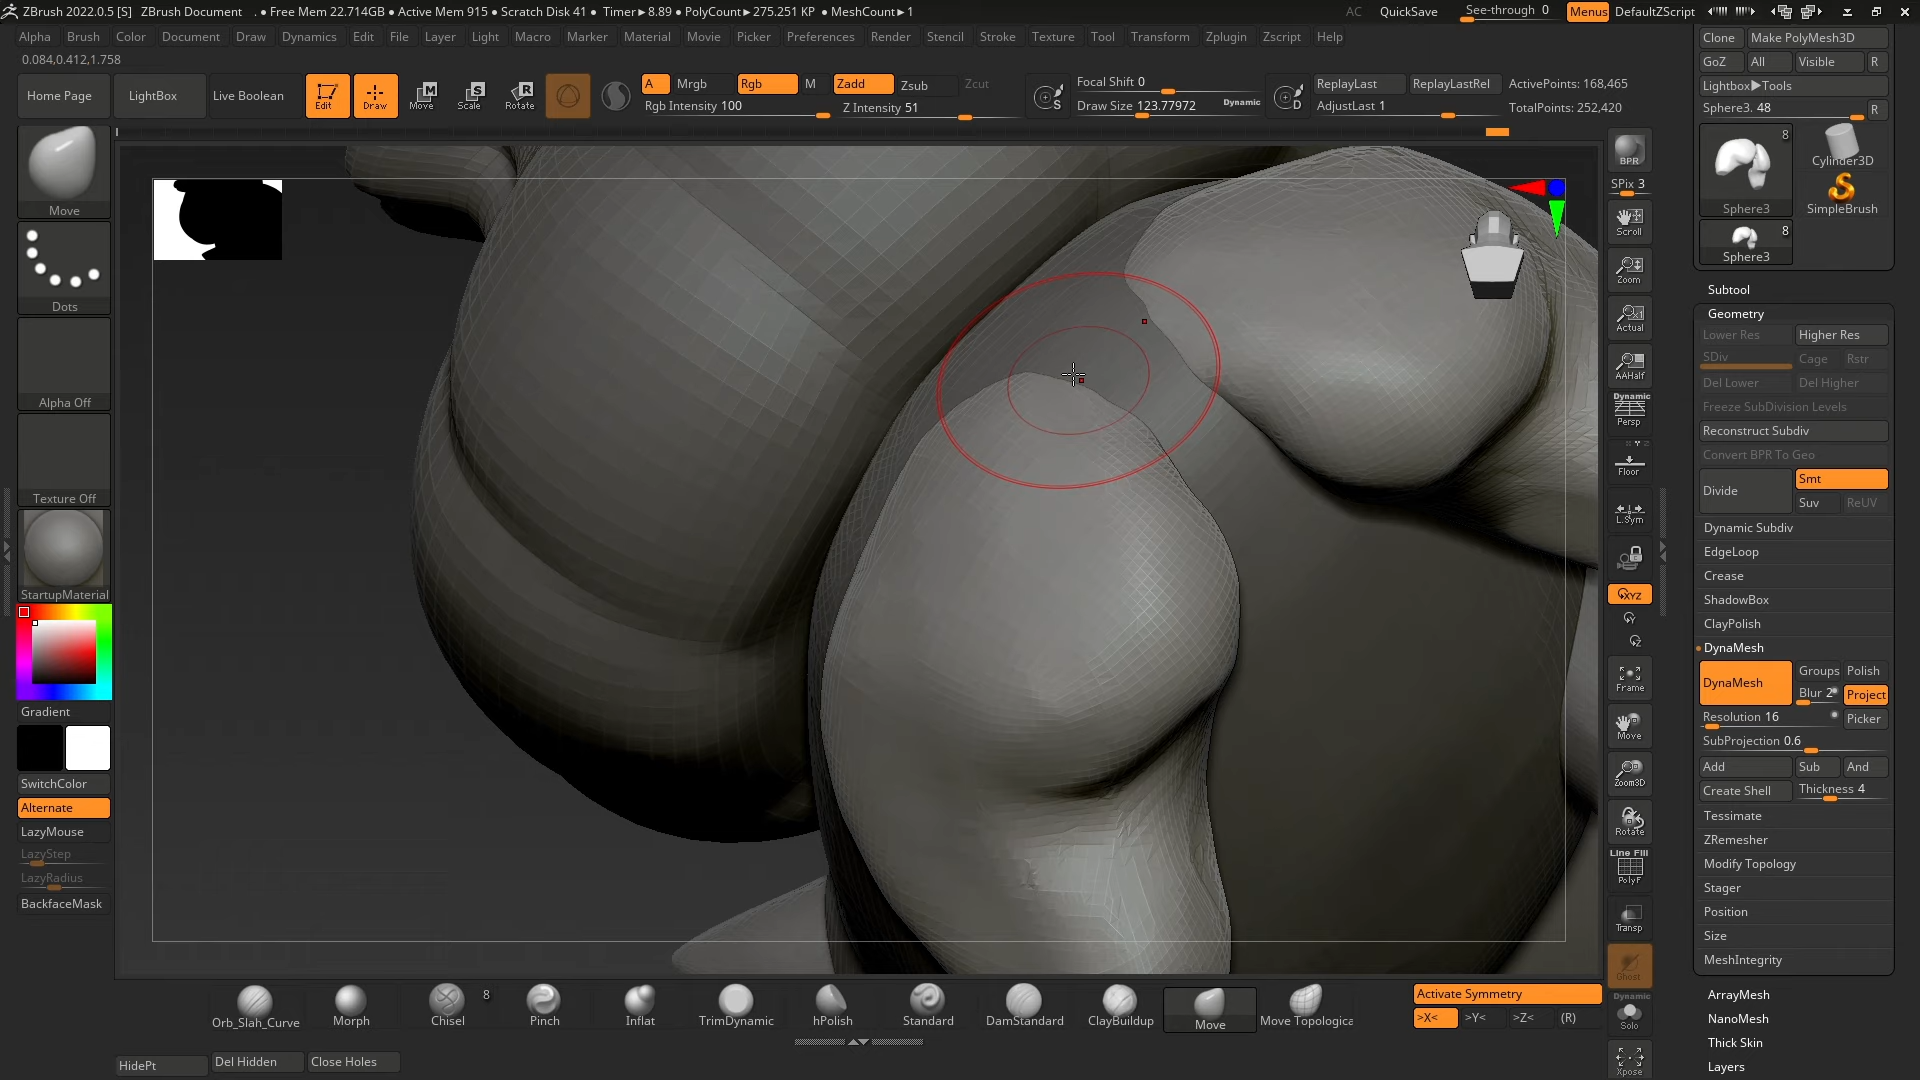 ZBrush 2022.0.5 [S] ZBrush Document . ● Free Mem 22.714GB ● Active Mem 915 ● Scratch Disk 41 ● Timer►8.89 ● PolyCount►275.251 KP ● MeshCount►1 AC QuickSave See-through 0 Menus DefaultZScript
Alpha Brush Color Document Draw Dynamics Edit File Layer Light Macro Marker Material Movie Picker Preferences Render Stencil Stroke Texture Tool Transform Zplugin Zscript Help
0.084,0.412,1.758
Home Page LightBox Live Boolean Edit Draw Move Scale Rotate
A Mrgb Rgb M Zadd Zsub Zcut
Rgb Intensity 100 Z Intensity 51
Focal Shift 0
Draw Size 123.77972 Dynamic
S D
ReplayLast ReplayLastRel ActivePoints: 168,465
AdjustLast 1 TotalPoints: 252,420
Move
Dots
Alpha Off
Texture Off
StartupMaterial
Gradient
SwitchColor
Alternate
LazyMouse
LazyStep
LazyRadius
BackfaceMask
BPR
SPix 3
Scroll
Zoom
Actual
AAHalf
Dynamic
Persp
Floor
L.Sym
XYZ
Y
Z
Frame
Move
Zoom3D
Rotate
Line Fill
PolyF
Transp
Ghost
Dynamic
Solo
Xpose
Clone Make PolyMesh3D
GoZ All Visible R
Lightbox►Tools
Sphere3. 48 R
8 Cylinder3D
Sphere3 SimpleBrush
8
Sphere3
Subtool
Geometry
Lower Res Higher Res
SDiv Cage Rstr
Del Lower Del Higher
Freeze SubDivision Levels
Reconstruct Subdiv
Convert BPR To Geo
Divide Smt
Suv ReUV
Dynamic Subdiv
EdgeLoop
Crease
ShadowBox
ClayPolish
DynaMesh
DynaMesh Groups Polish
Blur 2 Project
Resolution 16 Picker
SubProjection 0.6
Add Sub And
Create Shell Thickness 4
Tessimate
ZRemesher
Modify Topology
Stager
Position
Size
MeshIntegrity
ArrayMesh
NanoMesh
Thick Skin
Layers
8
Orb_Slah_Curve Morph Chisel Pinch Inflat TrimDynamic hPolish Standard DamStandard ClayBuildup Move Move Topologica
Activate Symmetry
>X< >Y< >Z< (R)
HidePt Del Hidden Close Holes